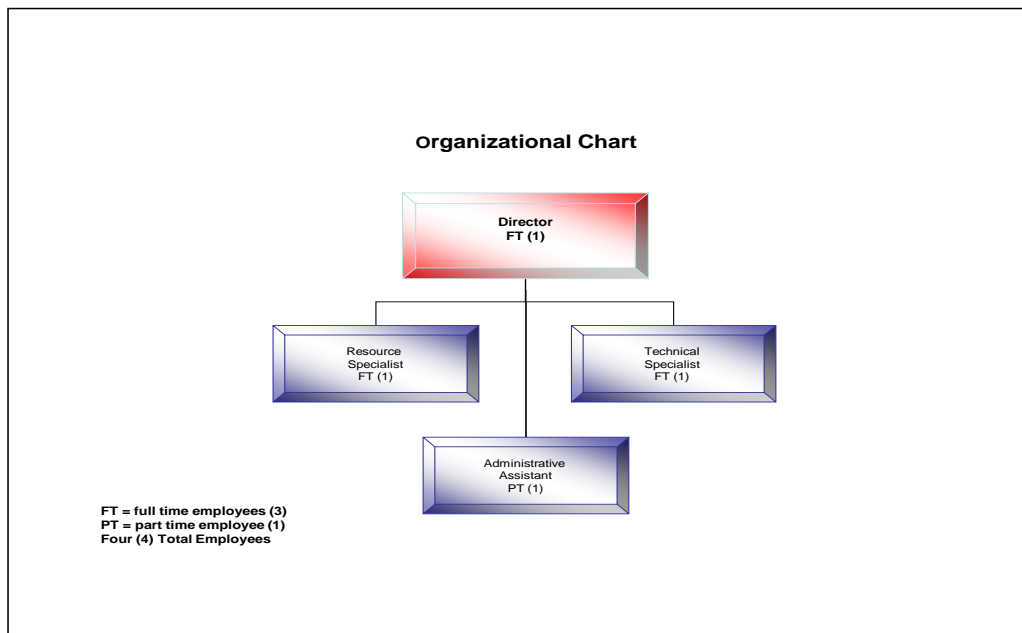 Organizational Chart
Director
FT (1)
Resource
Specialist
FT (1)
Technical
Specialist
FT (1)
Administrative
Assistant
PT (1)
FT = full time employees (3)
PT = part time employee (1)
Four (4) Total Employees